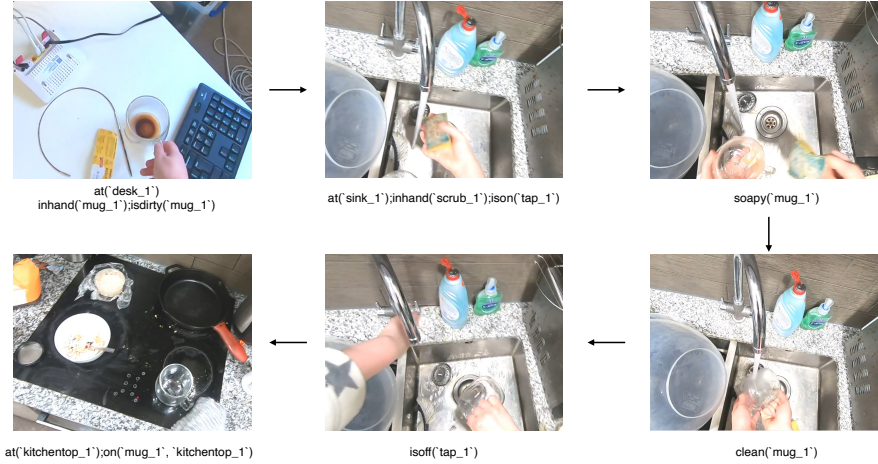 at(`desk_1`)
inhand(`mug_1`);isdirty(`mug_1`)
at(`sink_1`);inhand(`scrub_1`);ison(`tap_1`)
soapy(`mug_1`)
at(`kitchentop_1`);on(`mug_1`, `kitchentop_1`)
isoff(`tap_1`)
clean(`mug_1`)